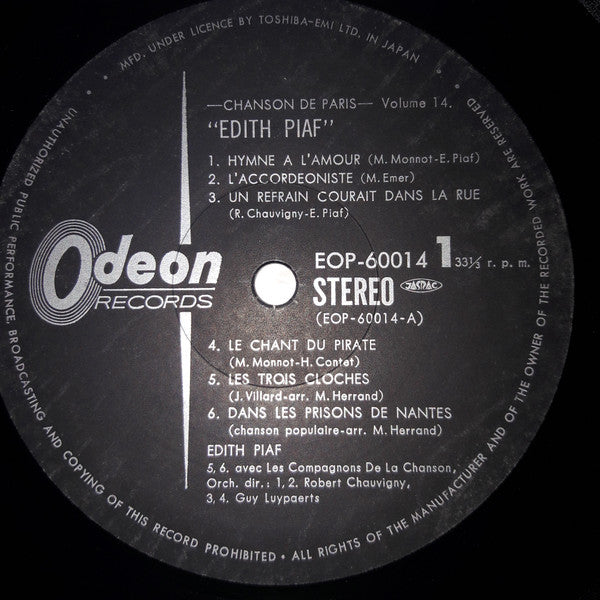 MFD. UNDER LICENCE BY TOSHIBA-EMI LTD. IN JAPAN
—CHANSON DE PARIS— Volume 14.
"EDITH PIAF"
1. HYMNE A L'AMOUR (M. Monnot-E. Piaf)
2. L'ACCORDEONISTE (M. Emer)
3. UN REFRAIN COURAIT DANS LA RUE
(R. Chauvigny-E. Piaf)
Odeon
RECORDS
EOP-60014 1 33⅓ r. p. m.
STEREO JASRAC
(EOP-60014-A)
4. LE CHANT DU PIRATE
(M. Monnot-H. Contet)
5. LES TROIS CLOCHES
(J. Villard-arr. M. Herrand)
6. DANS LES PRISONS DE NANTES
(chanson populaire-arr. M. Herrand)
EDITH PIAF
5, 6. avec Les Compagnons De La Chanson,
Orch. dir.: 1, 2. Robert Chauvigny,
3, 4. Guy Luypaerts
UNAUTHORIZED PUBLIC PERFORMANCE, BROADCASTING AND COPYING OF THIS RECORD PROHIBITED • ALL RIGHTS OF THE MANUFACTURER AND OF THE OWNER OF THE RECORDED WORK ARE RESERVED